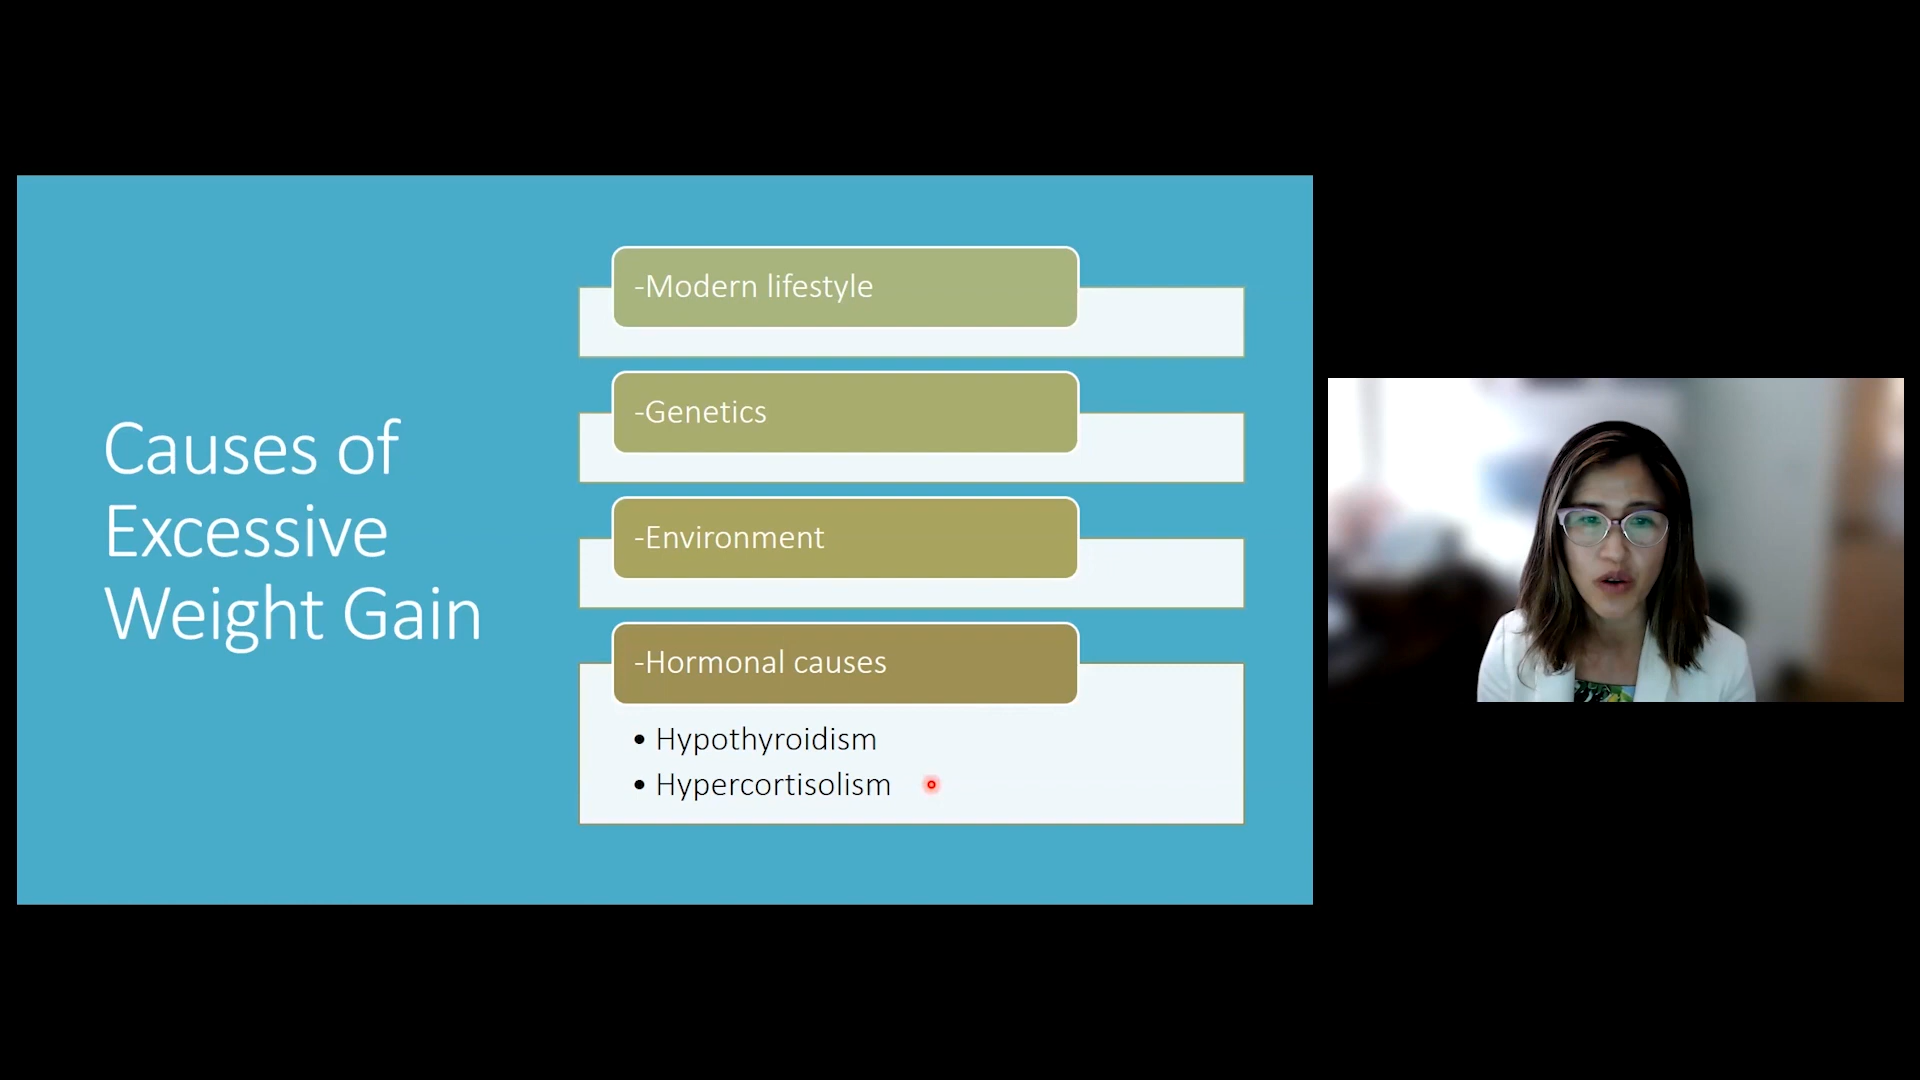 Causes of
Excessive
Weight Gain
-Modern lifestyle
-Genetics
-Environment
-Hormonal causes
• Hypothyroidism
• Hypercortisolism